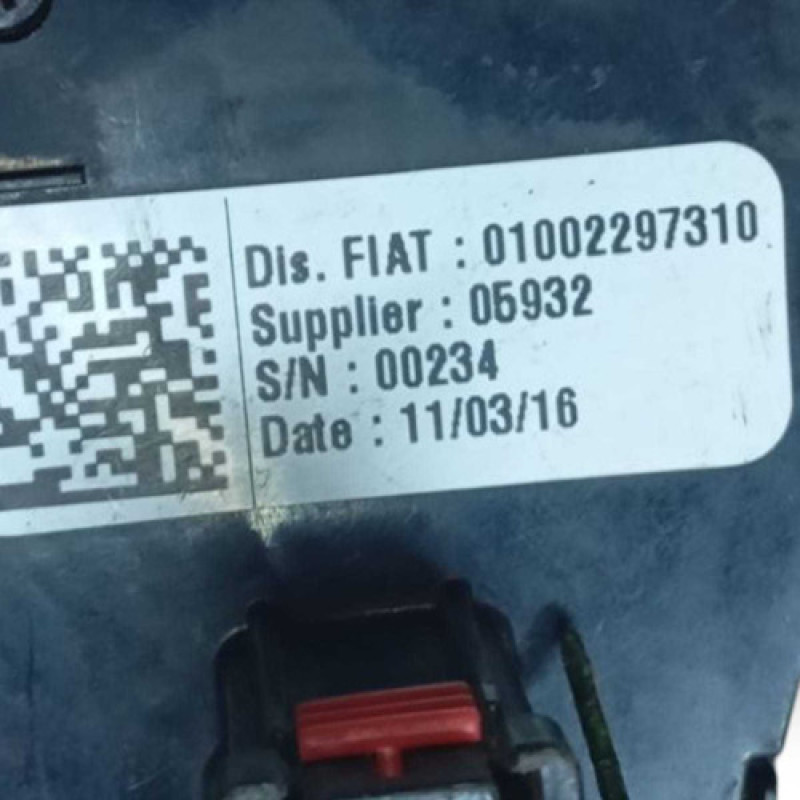 Dis. FIAT : 01002297310
Supplier : 05932
S/N : 00234
Date : 11/03/16